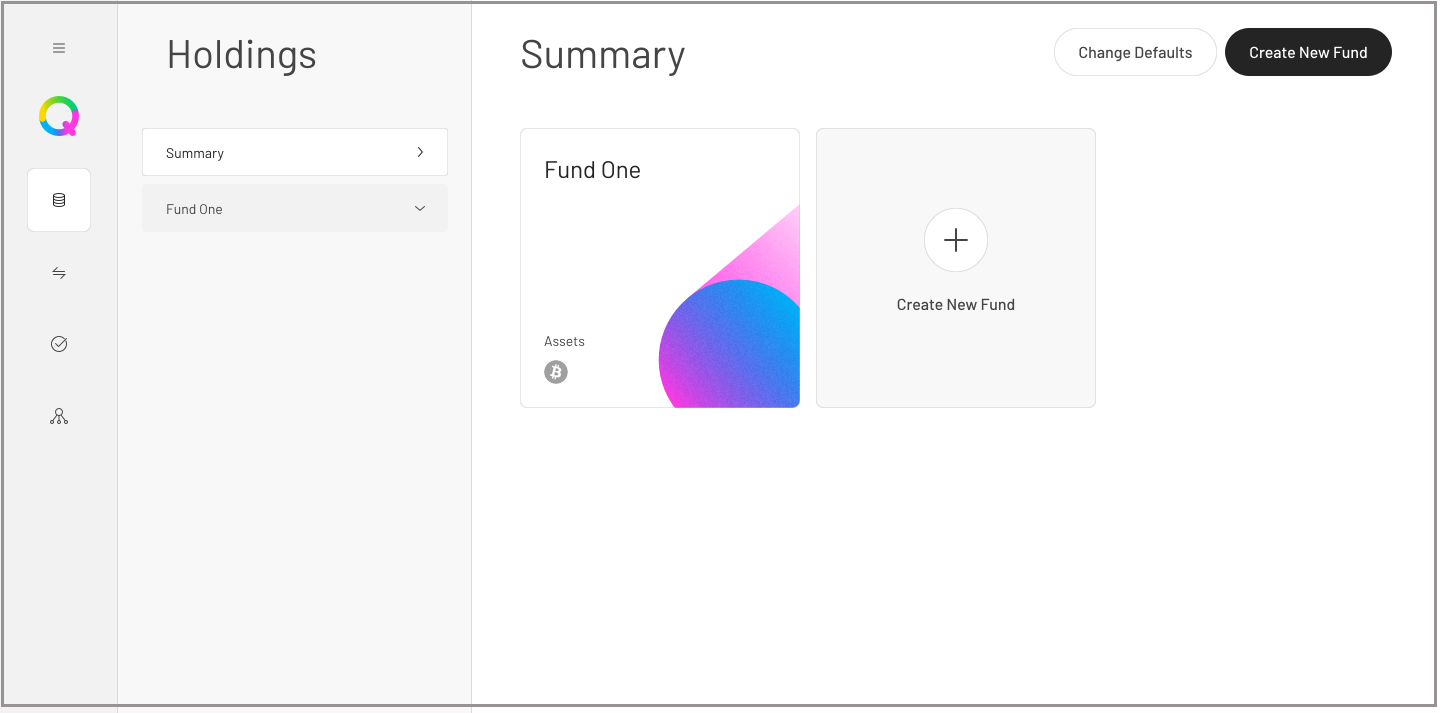 Holdings
Summary
Fund One
Summary
Change Defaults
Create New Fund
Fund One
Assets
Create New Fund